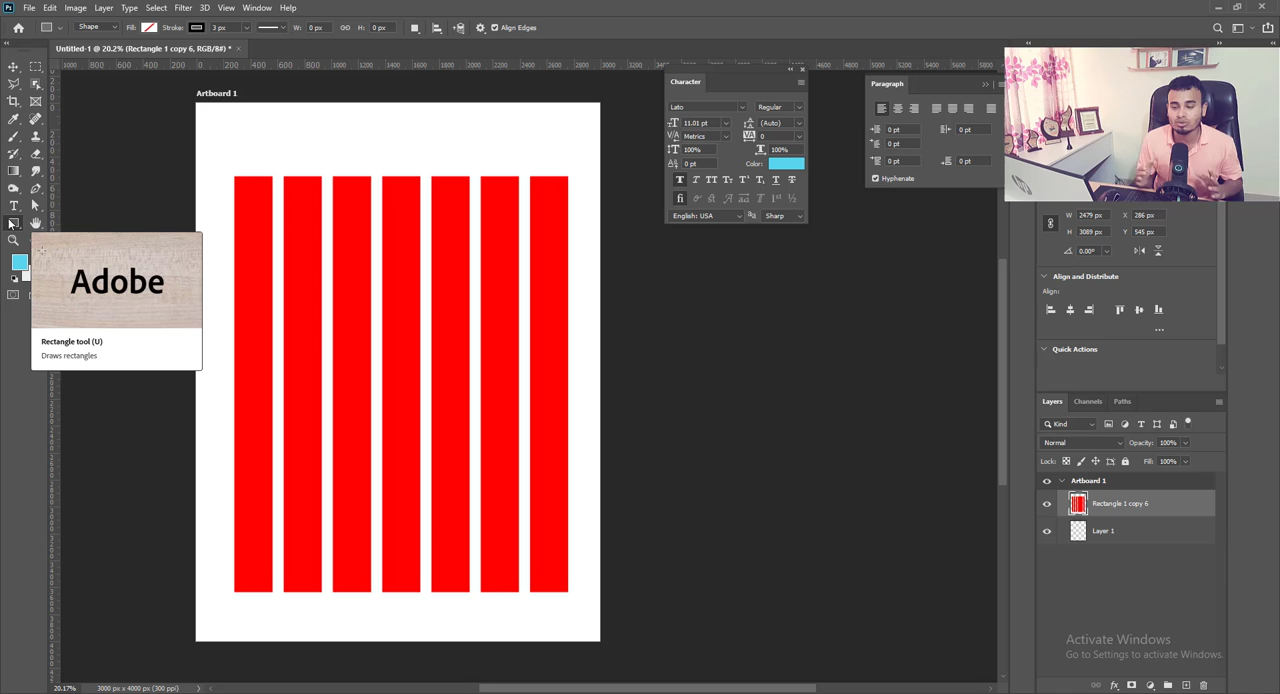 Ps File Edit Image Layer Type Select Filter 3D View Window Help
Shape Fill: Stroke: 3 px W: 0 px H: 0 px Align Edges
Untitled-1 @ 20.2% (Rectangle 1 copy 6, RGB/8#) * ×
Artboard 1
Character
Lato Regular
11.01 pt (Auto)
Metrics 0
100% 100%
0 pt Color:
English: USA Sharp
Paragraph
0 pt 0 pt
0 pt
0 pt 0 pt
Hyphenate
W 2479 px X 286 px
H 3089 px Y 545 px
0.00°
Align and Distribute
Align:
Quick Actions
Adobe
Rectangle tool (U)
Draws rectangles
Layers Channels Paths
Kind
Normal Opacity: 100%
Lock: Fill: 100%
Artboard 1
Rectangle 1 copy 6
Layer 1
Activate Windows
Go to Settings to activate Windows.
20.17% 3000 px x 4000 px (300 ppi)